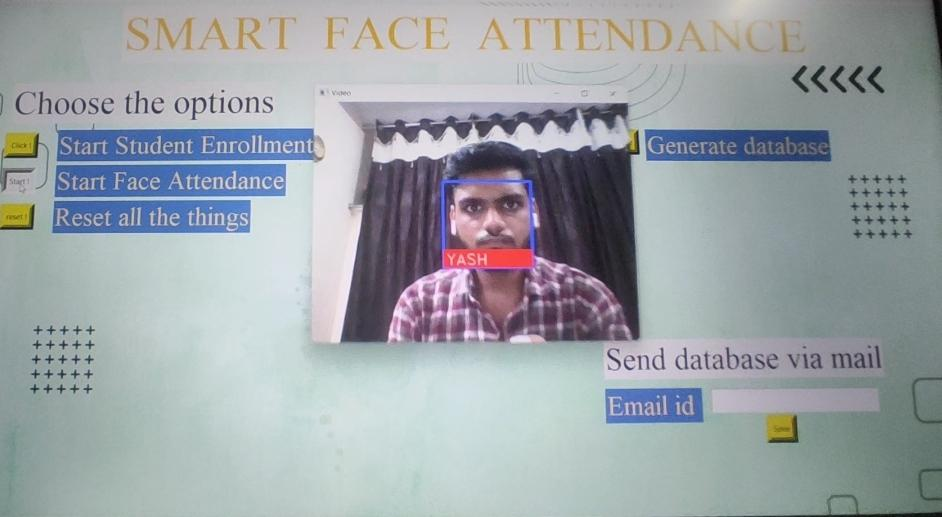 SMART FACE ATTENDANCE
Choose the options
Click !
Start Student Enrollment
Start !
Start Face Attendance
reset !
Reset all the things
Video
YASH
Generate database
Send database via mail
Email id